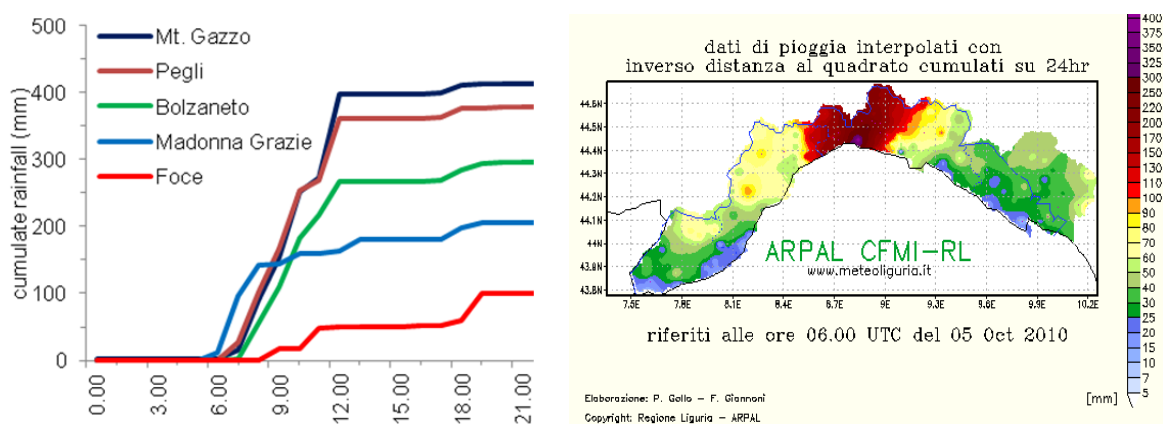 500
400
300
200
100
0
cumulate rainfall (mm)
Mt. Gazzo
Pegli
Bolzaneto
Madonna Grazie
Foce
0.00
3.00
6.00
9.00
12.00
15.00
18.00
21.00
dati di pioggia interpolati con
inverso distanza al quadrato cumulati su 24hr
44.6N
44.5N
44.4N
44.3N
44.2N
44.1N
44N
43.9N
43.8N
7.5E
7.8E
8.1E
8.4E
8.7E
9E
9.3E
9.6E
9.9E
10.2E
ARPAL CFMI-RL
www.meteoliguria.it
riferiti alle ore 06.00 UTC del 05 Oct 2010
Elaborazione: P. Gollo - F. Giannoni
Copyright: Regione Liguria - ARPAL
[mm]
400
375
350
325
300
250
220
200
170
150
130
110
100
90
80
70
60
50
40
30
25
20
15
10
7
5